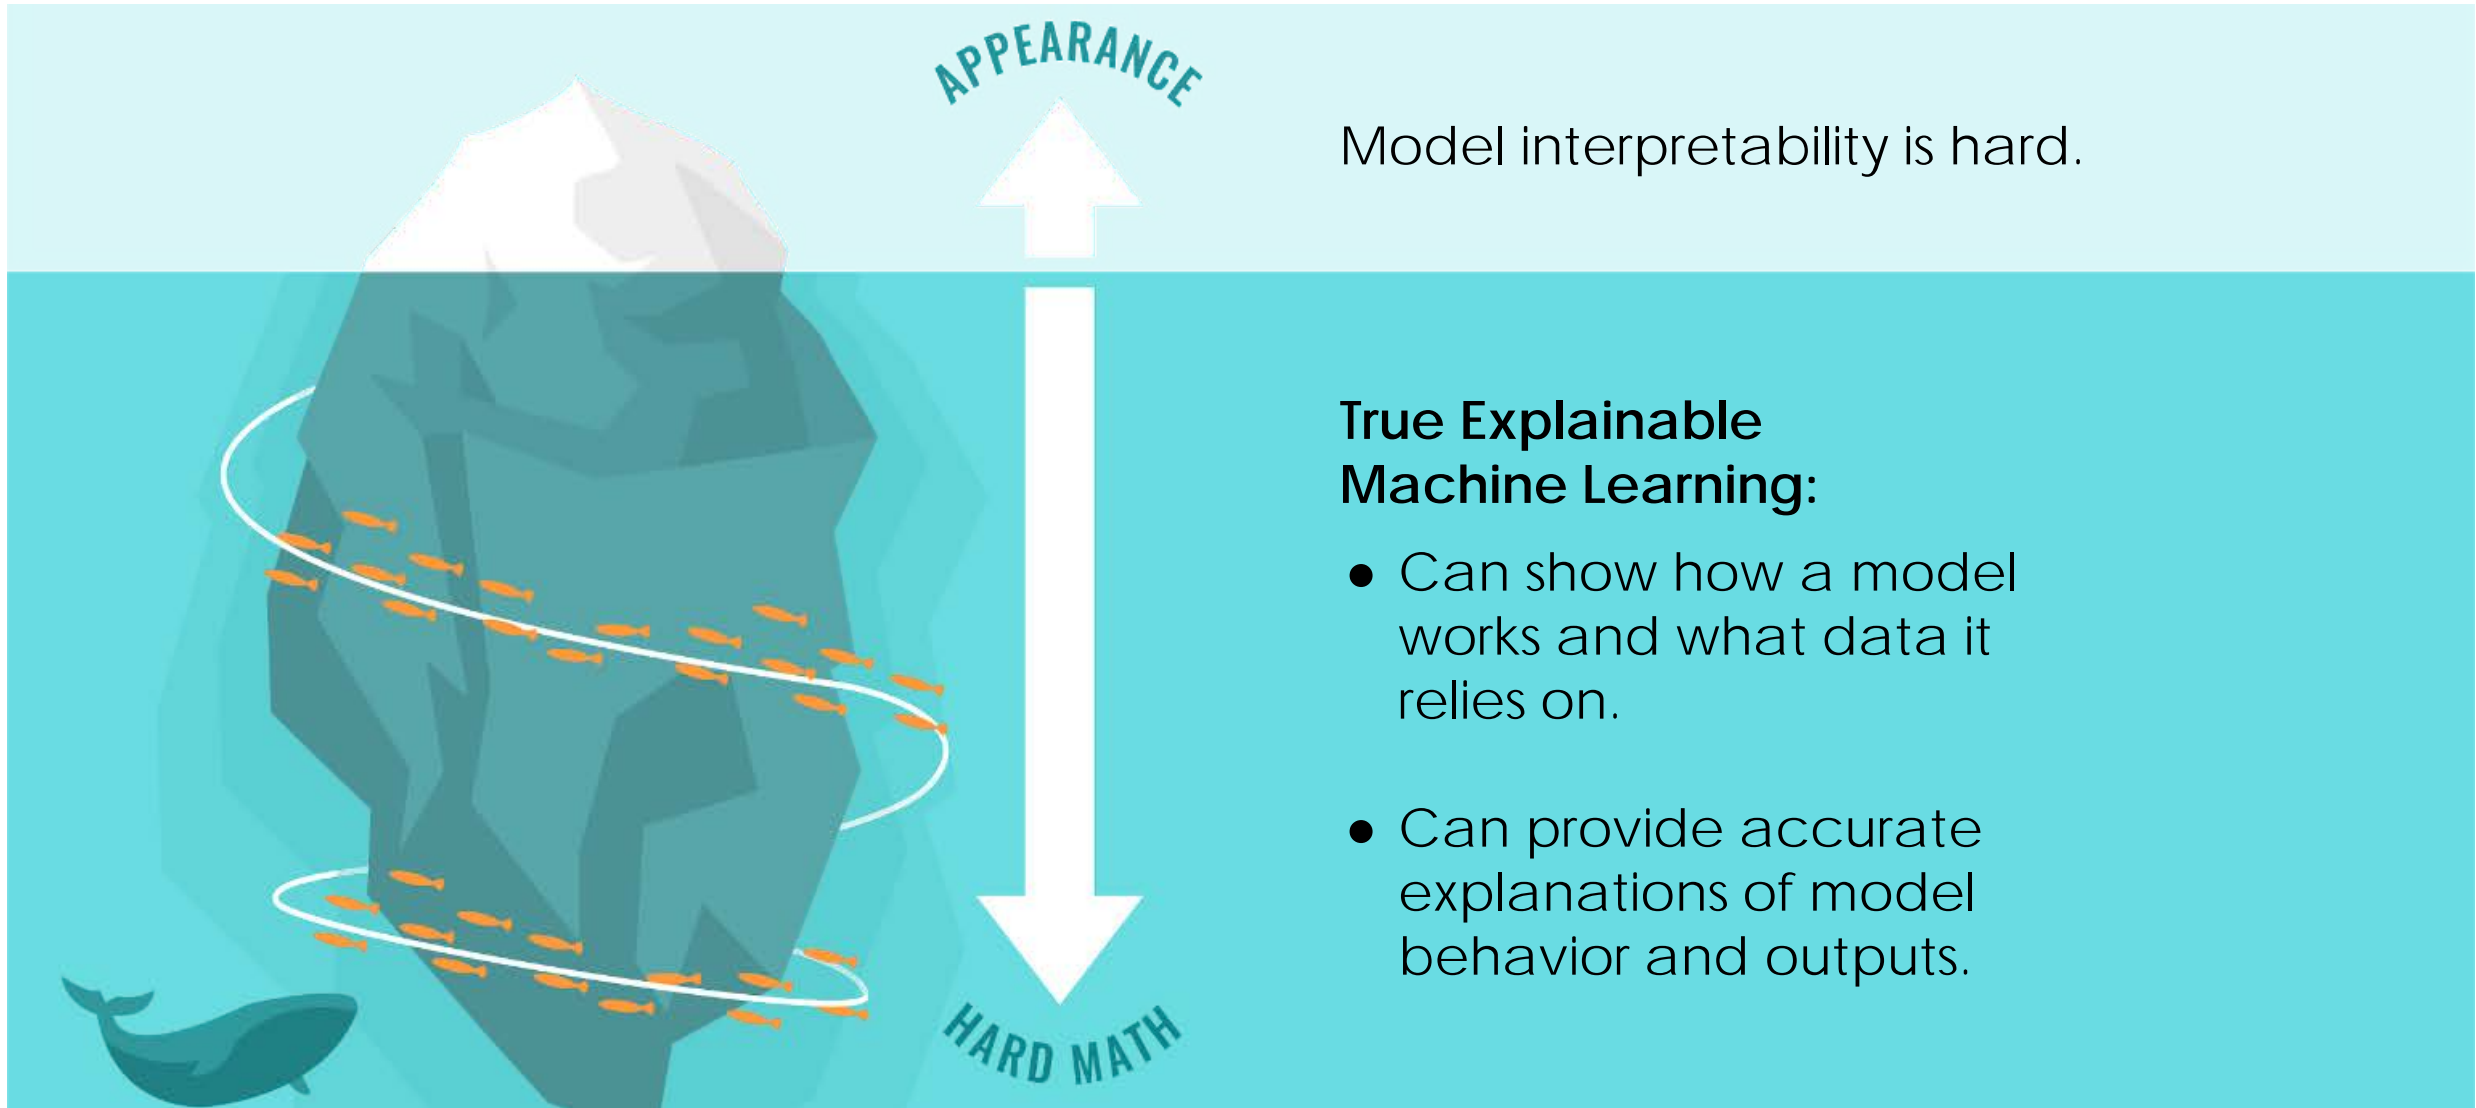 APPEARANCE
Model interpretability is hard.
True Explainable
Machine Learning:
● Can show how a model
works and what data it
relies on.
● Can provide accurate
explanations of model
behavior and outputs.
HARD MATH